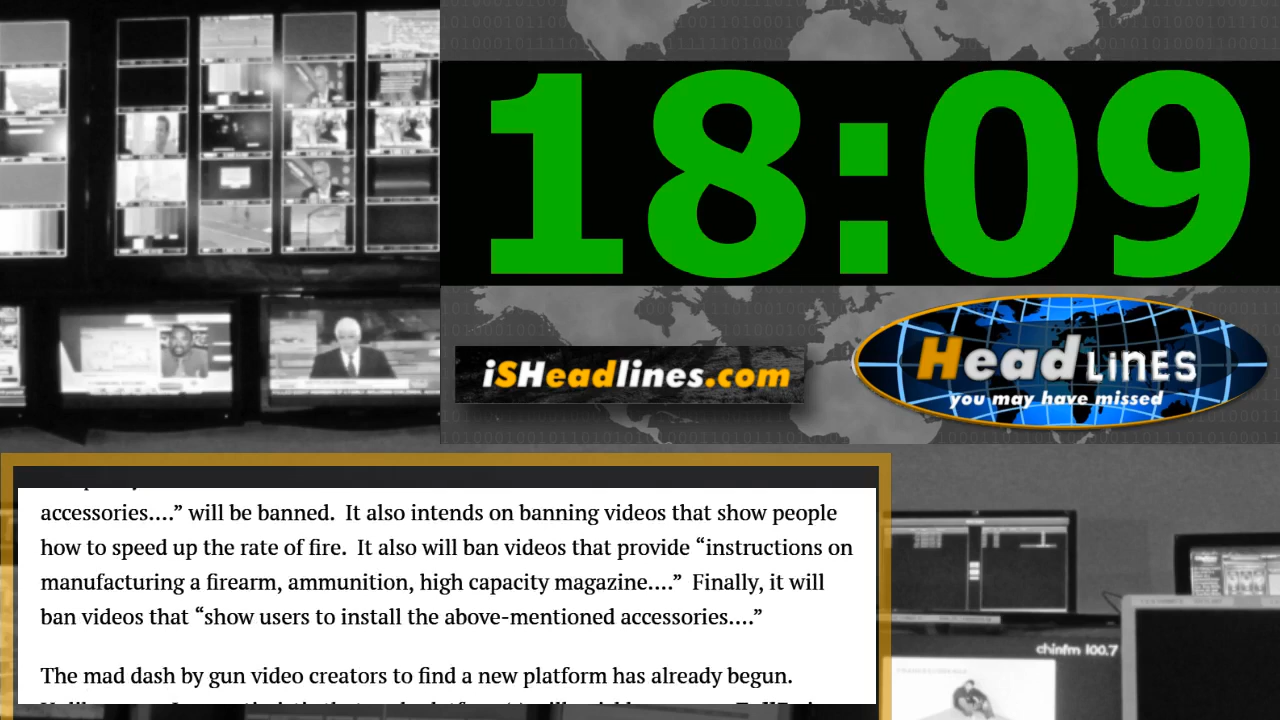 18:09
iSHeadlines.com
HeadLINES
you may have missed
accessories....” will be banned.  It also intends on banning videos that show people
how to speed up the rate of fire.  It also will ban videos that provide “instructions on
manufacturing a firearm, ammunition, high capacity magazine....”  Finally, it will
ban videos that “show users to install the above-mentioned accessories....”
The mad dash by gun video creators to find a new platform has already begun.
chinfm 100.7